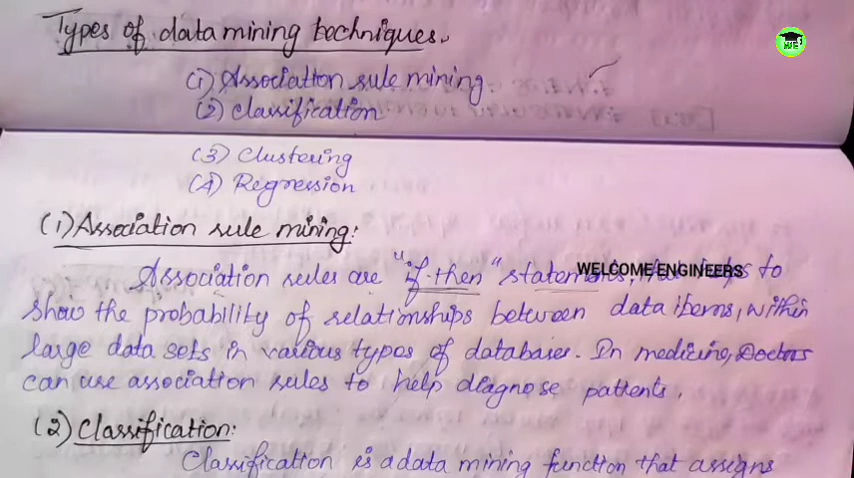 Types of data mining techniques.
(1) Association rule mining
(2) Classification
(3) Clustering
(4) Regression
(1) Association rule mining:
Association rules are "if-then" statements, to
WELCOME ENGINEERS
show the probability of relationships between data items, within
large data sets in various types of databases. In medicine, Doctors
can use association rules to help diagnose patients.
(2) Classification:
Classification is a data mining function that assigns
WE